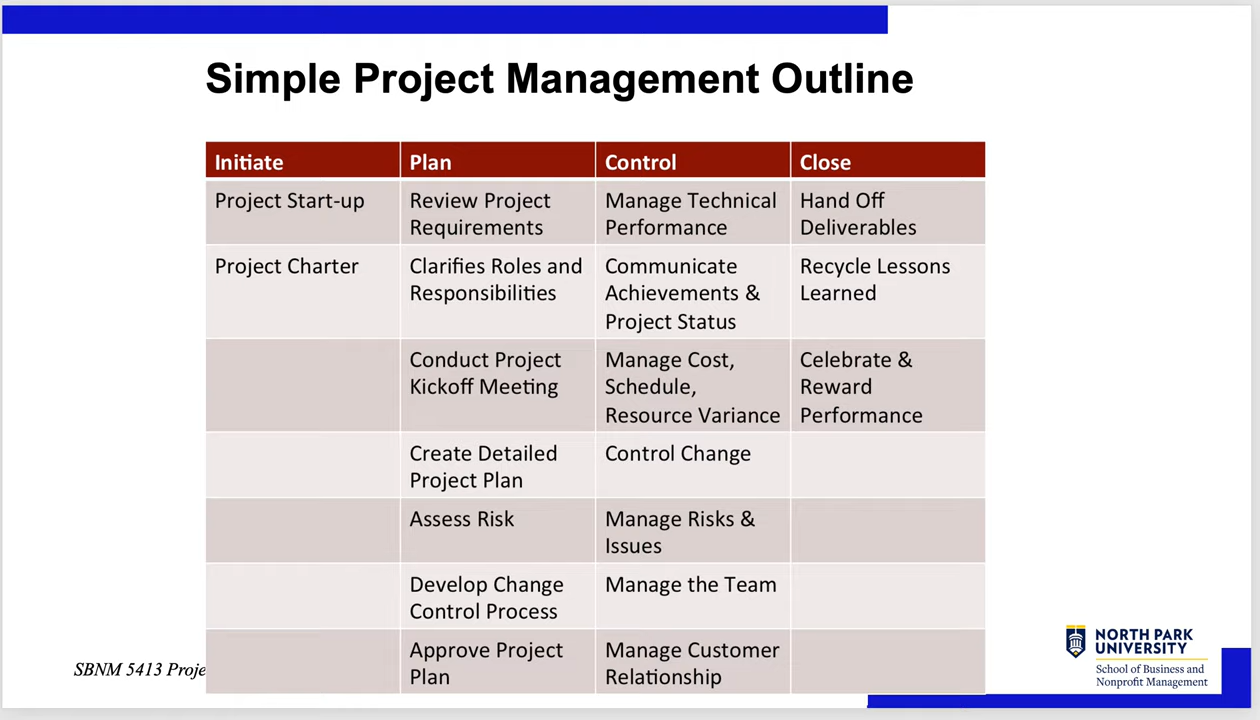 Simple Project Management Outline
Initiate Plan Control Close
Project Start-up
Review Project
Requirements
Manage Technical
Performance
Hand Off
Deliverables
Project Charter
Clarifies Roles and
Responsibilities
Communicate
Achievements &
Project Status
Recycle Lessons
Learned
Conduct Project
Kickoff Meeting
Manage Cost,
Schedule,
Resource Variance
Celebrate &
Reward
Performance
Create Detailed
Project Plan
Control Change
Assess Risk
Manage Risks &
Issues
Develop Change
Control Process
Manage the Team
Approve Project
Plan
Manage Customer
Relationship
SBNM 5413 Proje
NORTH PARK
UNIVERSITY
School of Business and
Nonprofit Management